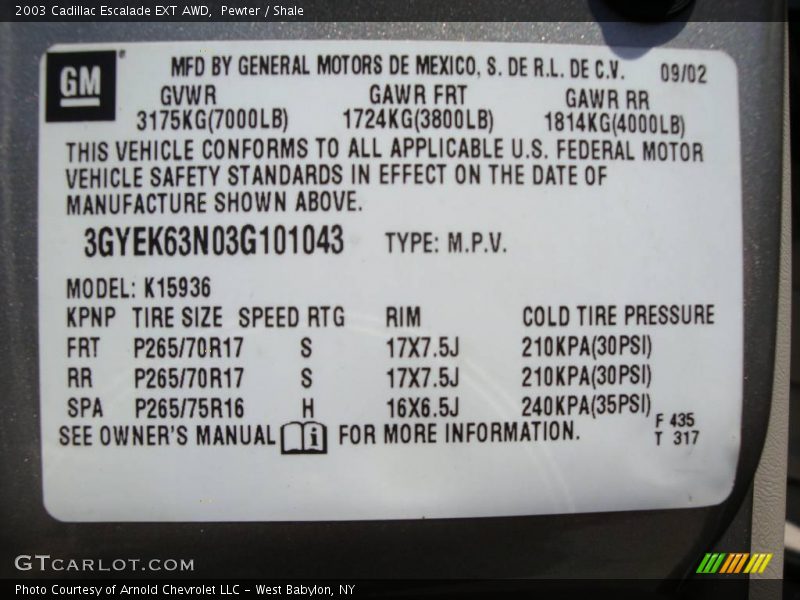 2003 Cadillac Escalade EXT AWD, Pewter / Shale
GM
MFD BY GENERAL MOTORS DE MEXICO, S. DE R.L. DE C.V. 09/02
GVWR GAWR FRT GAWR RR
3175KG(7000LB) 1724KG(3800LB) 1814KG(4000LB)
THIS VEHICLE CONFORMS TO ALL APPLICABLE U.S. FEDERAL MOTOR
VEHICLE SAFETY STANDARDS IN EFFECT ON THE DATE OF
MANUFACTURE SHOWN ABOVE.
3GYEK63N03G101043 TYPE: M.P.V.
MODEL: K15936
KPNP TIRE SIZE SPEED RTG RIM COLD TIRE PRESSURE
FRT P265/70R17 S 17X7.5J 210KPA(30PSI)
RR P265/70R17 S 17X7.5J 210KPA(30PSI)
SPA P265/75R16 H 16X6.5J 240KPA(35PSI)
SEE OWNER'S MANUAL i FOR MORE INFORMATION.
F 435
T 317
GTCARLOT.COM
Photo Courtesy of Arnold Chevrolet LLC - West Babylon, NY